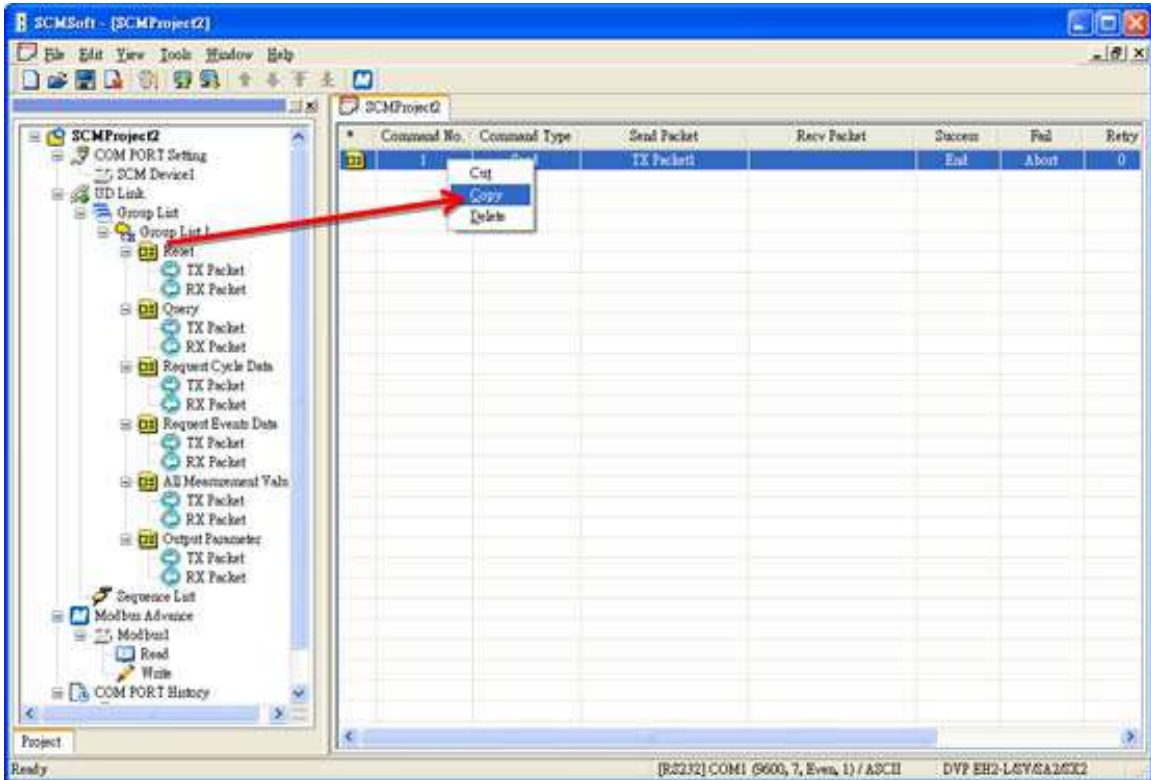 SCMSoft - [SCMProject2]
File Edit View Tools Window Help
SCMProject2
SCMProject2
COM PORT Setting
SCM Device1
UD Link
Group List
Group List 1
Reset
TX Packet
RX Packet
Query
TX Packet
RX Packet
Request Cycle Data
TX Packet
RX Packet
Request Events Data
TX Packet
RX Packet
All Measurement Valu
TX Packet
RX Packet
Output Parameter
TX Packet
RX Packet
Sequence List
Modbus Advance
Modbus1
Read
Write
COM PORT History
Project
* Command No. Command Type Send Packet Recv Packet Success Fail Retry
1 TX Packet1 End Abort 0
Cut
Copy
Delete
Ready [RS232] COM1 (9600, 7, Even, 1) / ASCII DVP EH2-L/SV/SA2/SX2